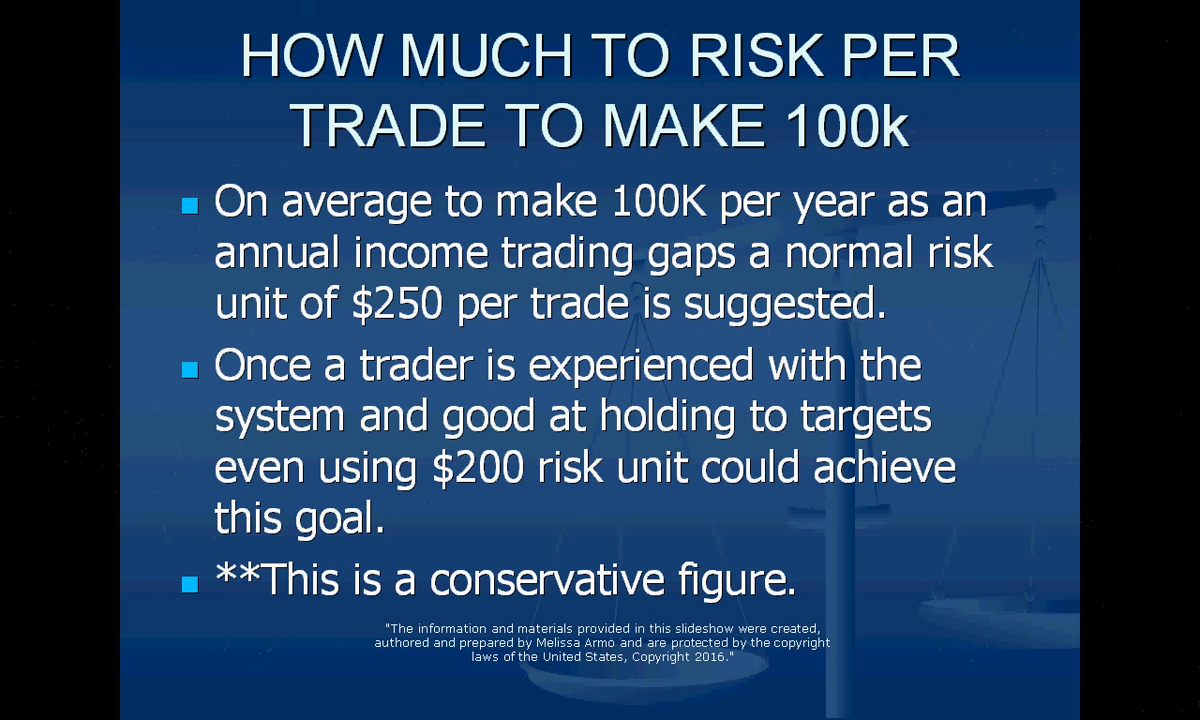 HOW MUCH TO RISK PER
TRADE TO MAKE 100k
On average to make 100K per year as an
annual income trading gaps a normal risk
unit of $250 per trade is suggested.
Once a trader is experienced with the
system and good at holding to targets
even using $200 risk unit could achieve
this goal.
**This is a conservative figure.
"The information and materials provided in this slideshow were created,
authored and prepared by Melissa Armo and are protected by the copyright
laws of the United States, Copyright 2016."